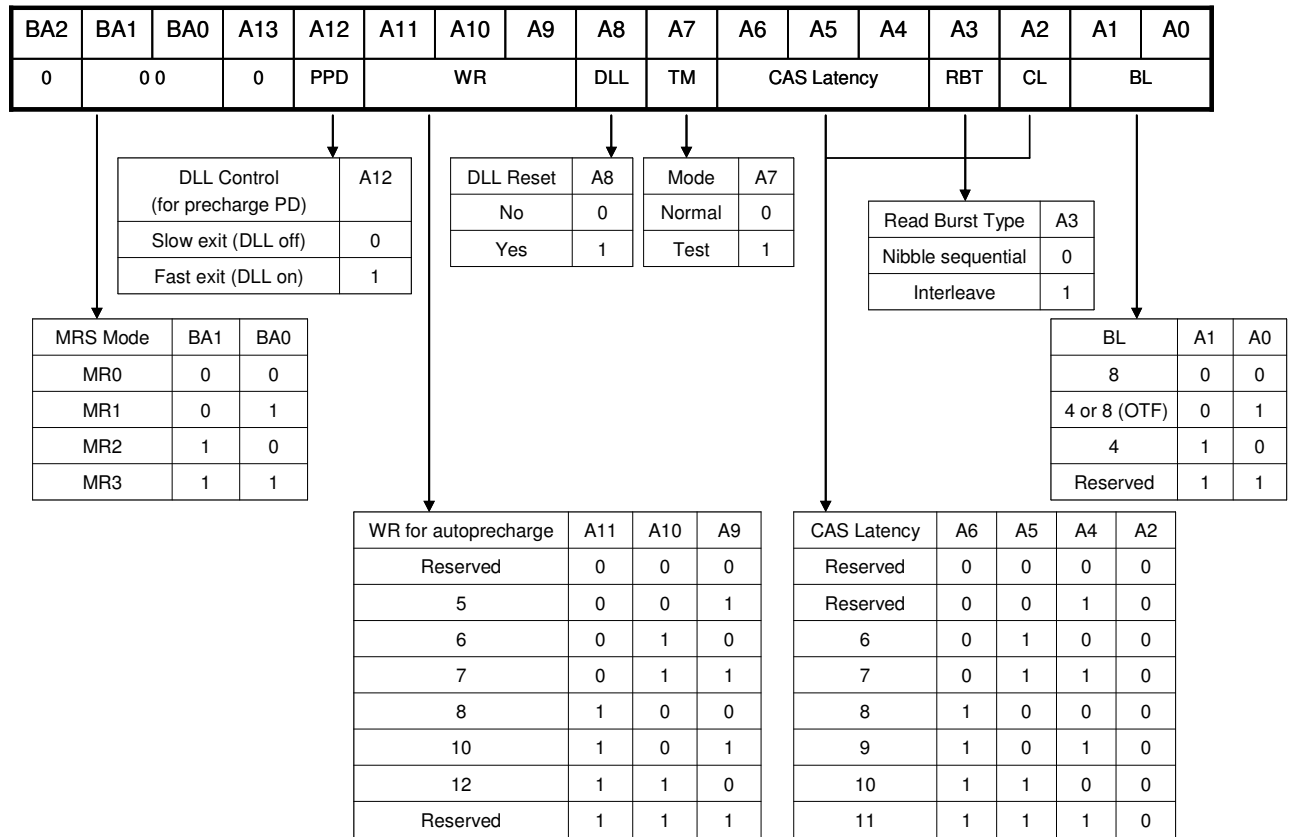 BA2 BA1 BA0 A13 A12 A11 A10 A9 A8 A7 A6 A5 A4 A3 A2 A1 A0
0 0 0 0 PPD WR DLL TM CAS Latency RBT CL BL
DLL Control
(for precharge PD) A12
Slow exit (DLL off) 0
Fast exit (DLL on) 1
DLL Reset A8
No 0
Yes 1
Mode A7
Normal 0
Test 1
Read Burst Type A3
Nibble sequential 0
Interleave 1
MRS Mode BA1 BA0
MR0 0 0
MR1 0 1
MR2 1 0
MR3 1 1
BL A1 A0
8 0 0
4 or 8 (OTF) 0 1
4 1 0
Reserved 1 1
WR for autoprecharge A11 A10 A9
Reserved 0 0 0
5 0 0 1
6 0 1 0
7 0 1 1
8 1 0 0
10 1 0 1
12 1 1 0
Reserved 1 1 1
CAS Latency A6 A5 A4 A2
Reserved 0 0 0 0
Reserved 0 0 1 0
6 0 1 0 0
7 0 1 1 0
8 1 0 0 0
9 1 0 1 0
10 1 1 0 0
11 1 1 1 0